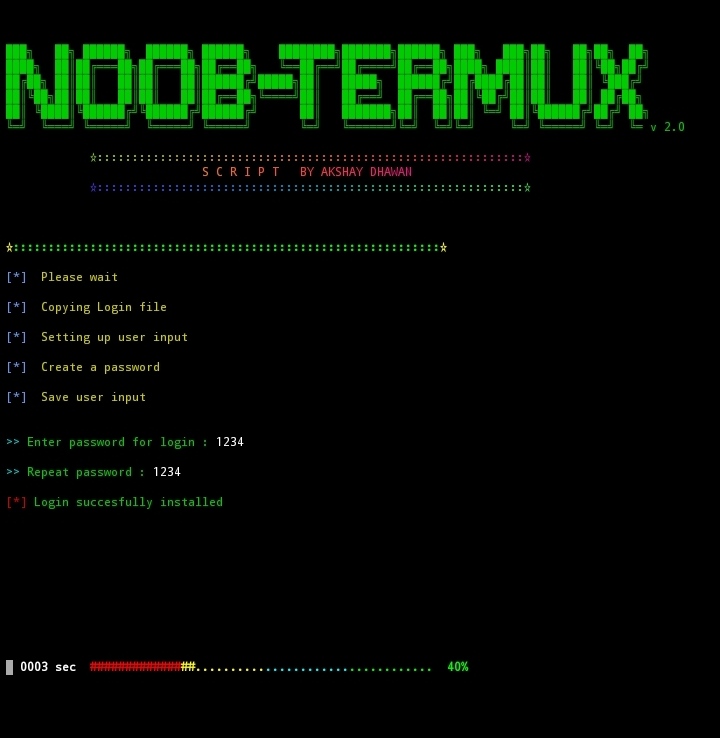 NOOB-TERMUX
v 2.0
☆::::::::::::::::::::::::::::::::::::::::::::::::::::::::::::::☆
S C R I P T   BY AKSHAY DHAWAN
☆::::::::::::::::::::::::::::::::::::::::::::::::::::::::::::::☆
☆::::::::::::::::::::::::::::::::::::::::::::::::::::::::::::::☆
[*]  Please wait
[*]  Copying Login file
[*]  Setting up user input
[*]  Create a password
[*]  Save user input
>> Enter password for login : 1234
>> Repeat password : 1234
[*] Login succesfully installed
0003 sec  ###############..................................  40%